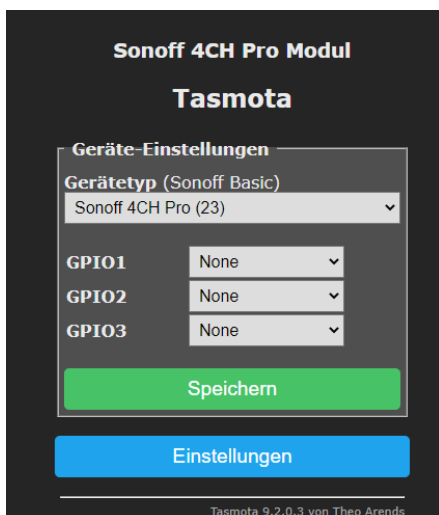 Sonoff 4CH Pro Modul
Tasmota
Geräte-Einstellungen
Gerätetyp (Sonoff Basic)
Sonoff 4CH Pro (23)
GPIO1 None
GPIO2 None
GPIO3 None
Speichern
Einstellungen
Tasmota 9.2.0.3 von Theo Arends